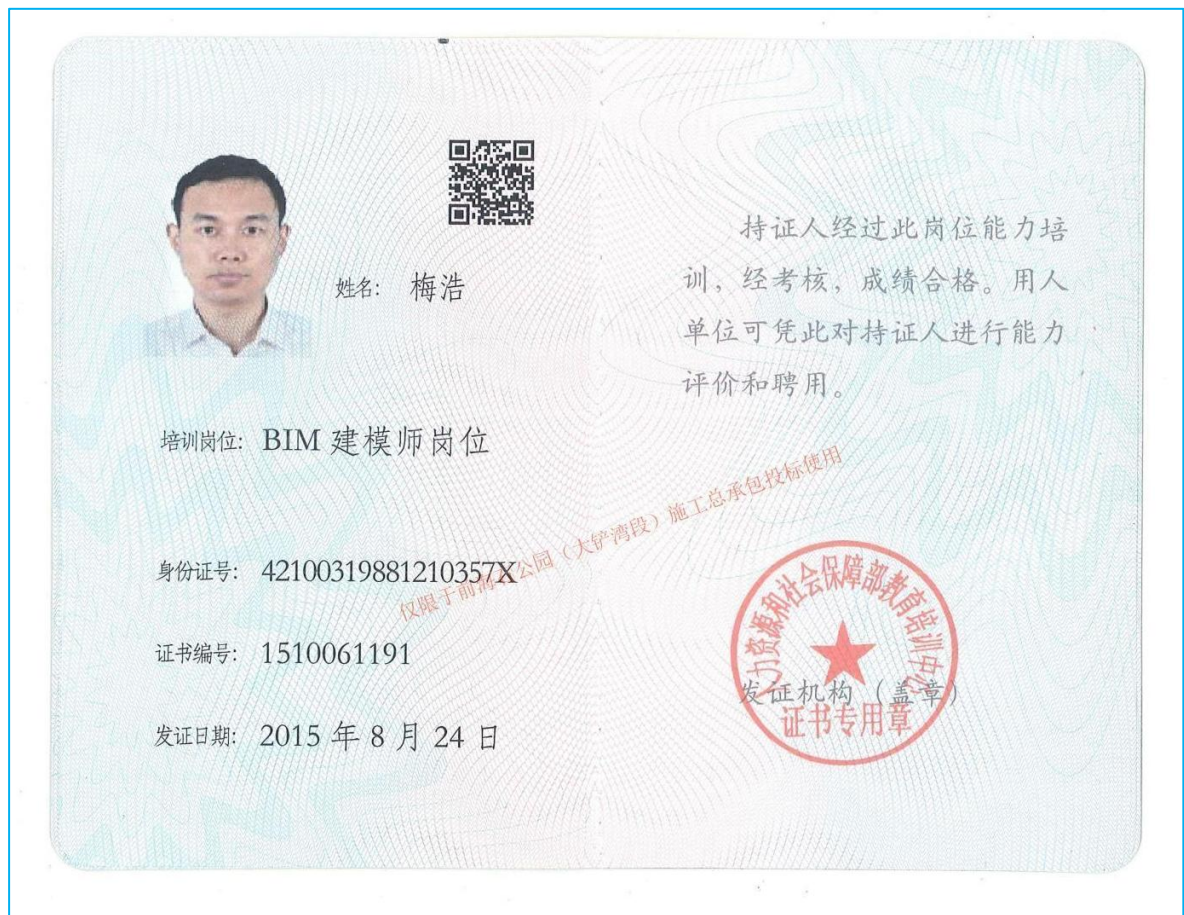 姓名: 梅浩
培训岗位: BIM 建模师岗位
身份证号: 42100319881210357X
证书编号: 1510061191
发证日期: 2015 年 8 月 24 日
持证人经过此岗位能力培
训，经考核，成绩合格。用人
单位可凭此对持证人进行能力
评价和聘用。
仅限于前海 公园（大铲湾段）施工总承包投标使用
人力资源和社会保障部教育培训中心
发证机构（盖章）
证书专用章